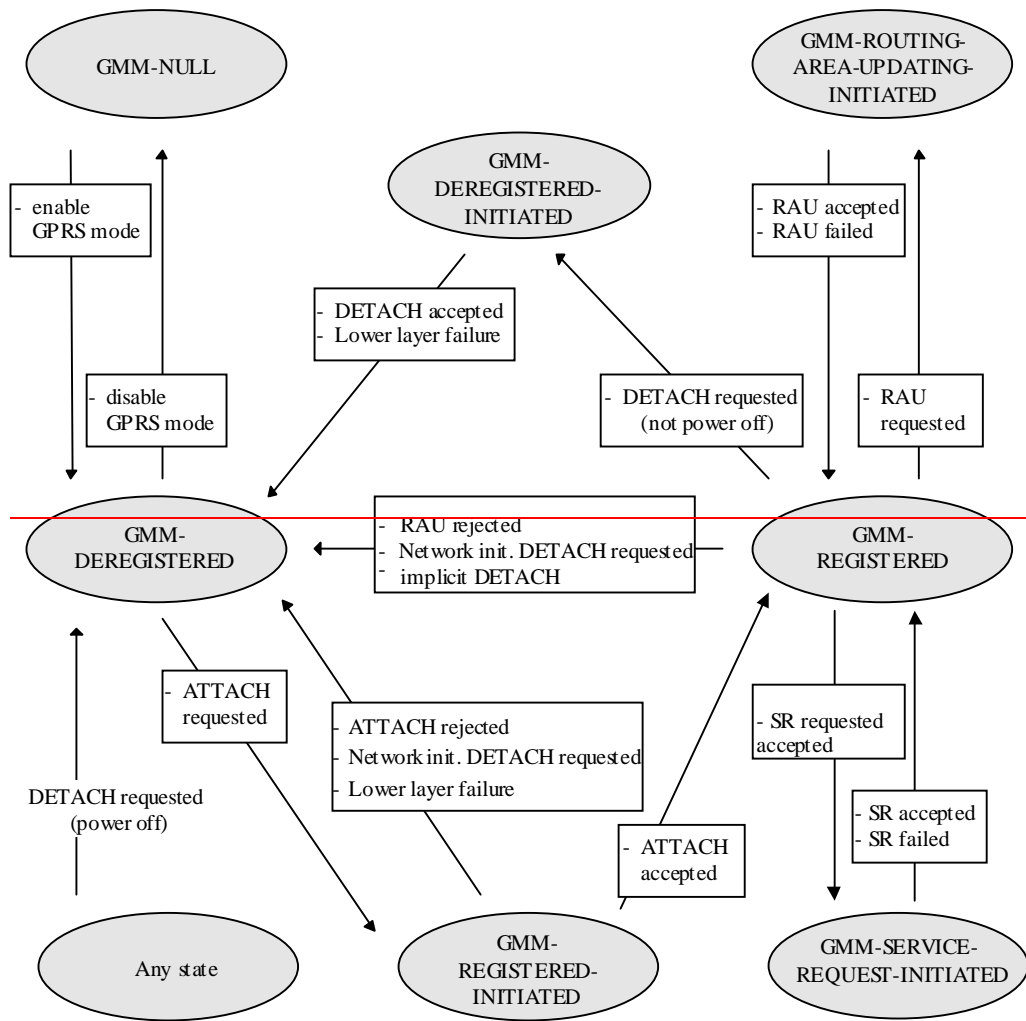 GMM-NULL
GMM-ROUTING-
AREA-UPDATING-
INITIATED
GMM-
DEREGISTERED-
INITIATED
- enable
GPRS mode
- RAU accepted
- RAU failed
- DETACH accepted
- Lower layer failure
- disable
GPRS mode
- DETACH requested
(not power off)
- RAU
requested
GMM-
DEREGISTERED
- RAU rejected
- Network init. DETACH requested
- implicit DETACH
GMM-
REGISTERED
- ATTACH
requested
- ATTACH rejected
- Network init. DETACH requested
- Lower layer failure
- SR requested
accepted
DETACH requested
(power off)
- ATTACH
accepted
- SR accepted
- SR failed
Any state
GMM-
REGISTERED-
INITIATED
GMM-SERVICE-
REQUEST-INITIATED